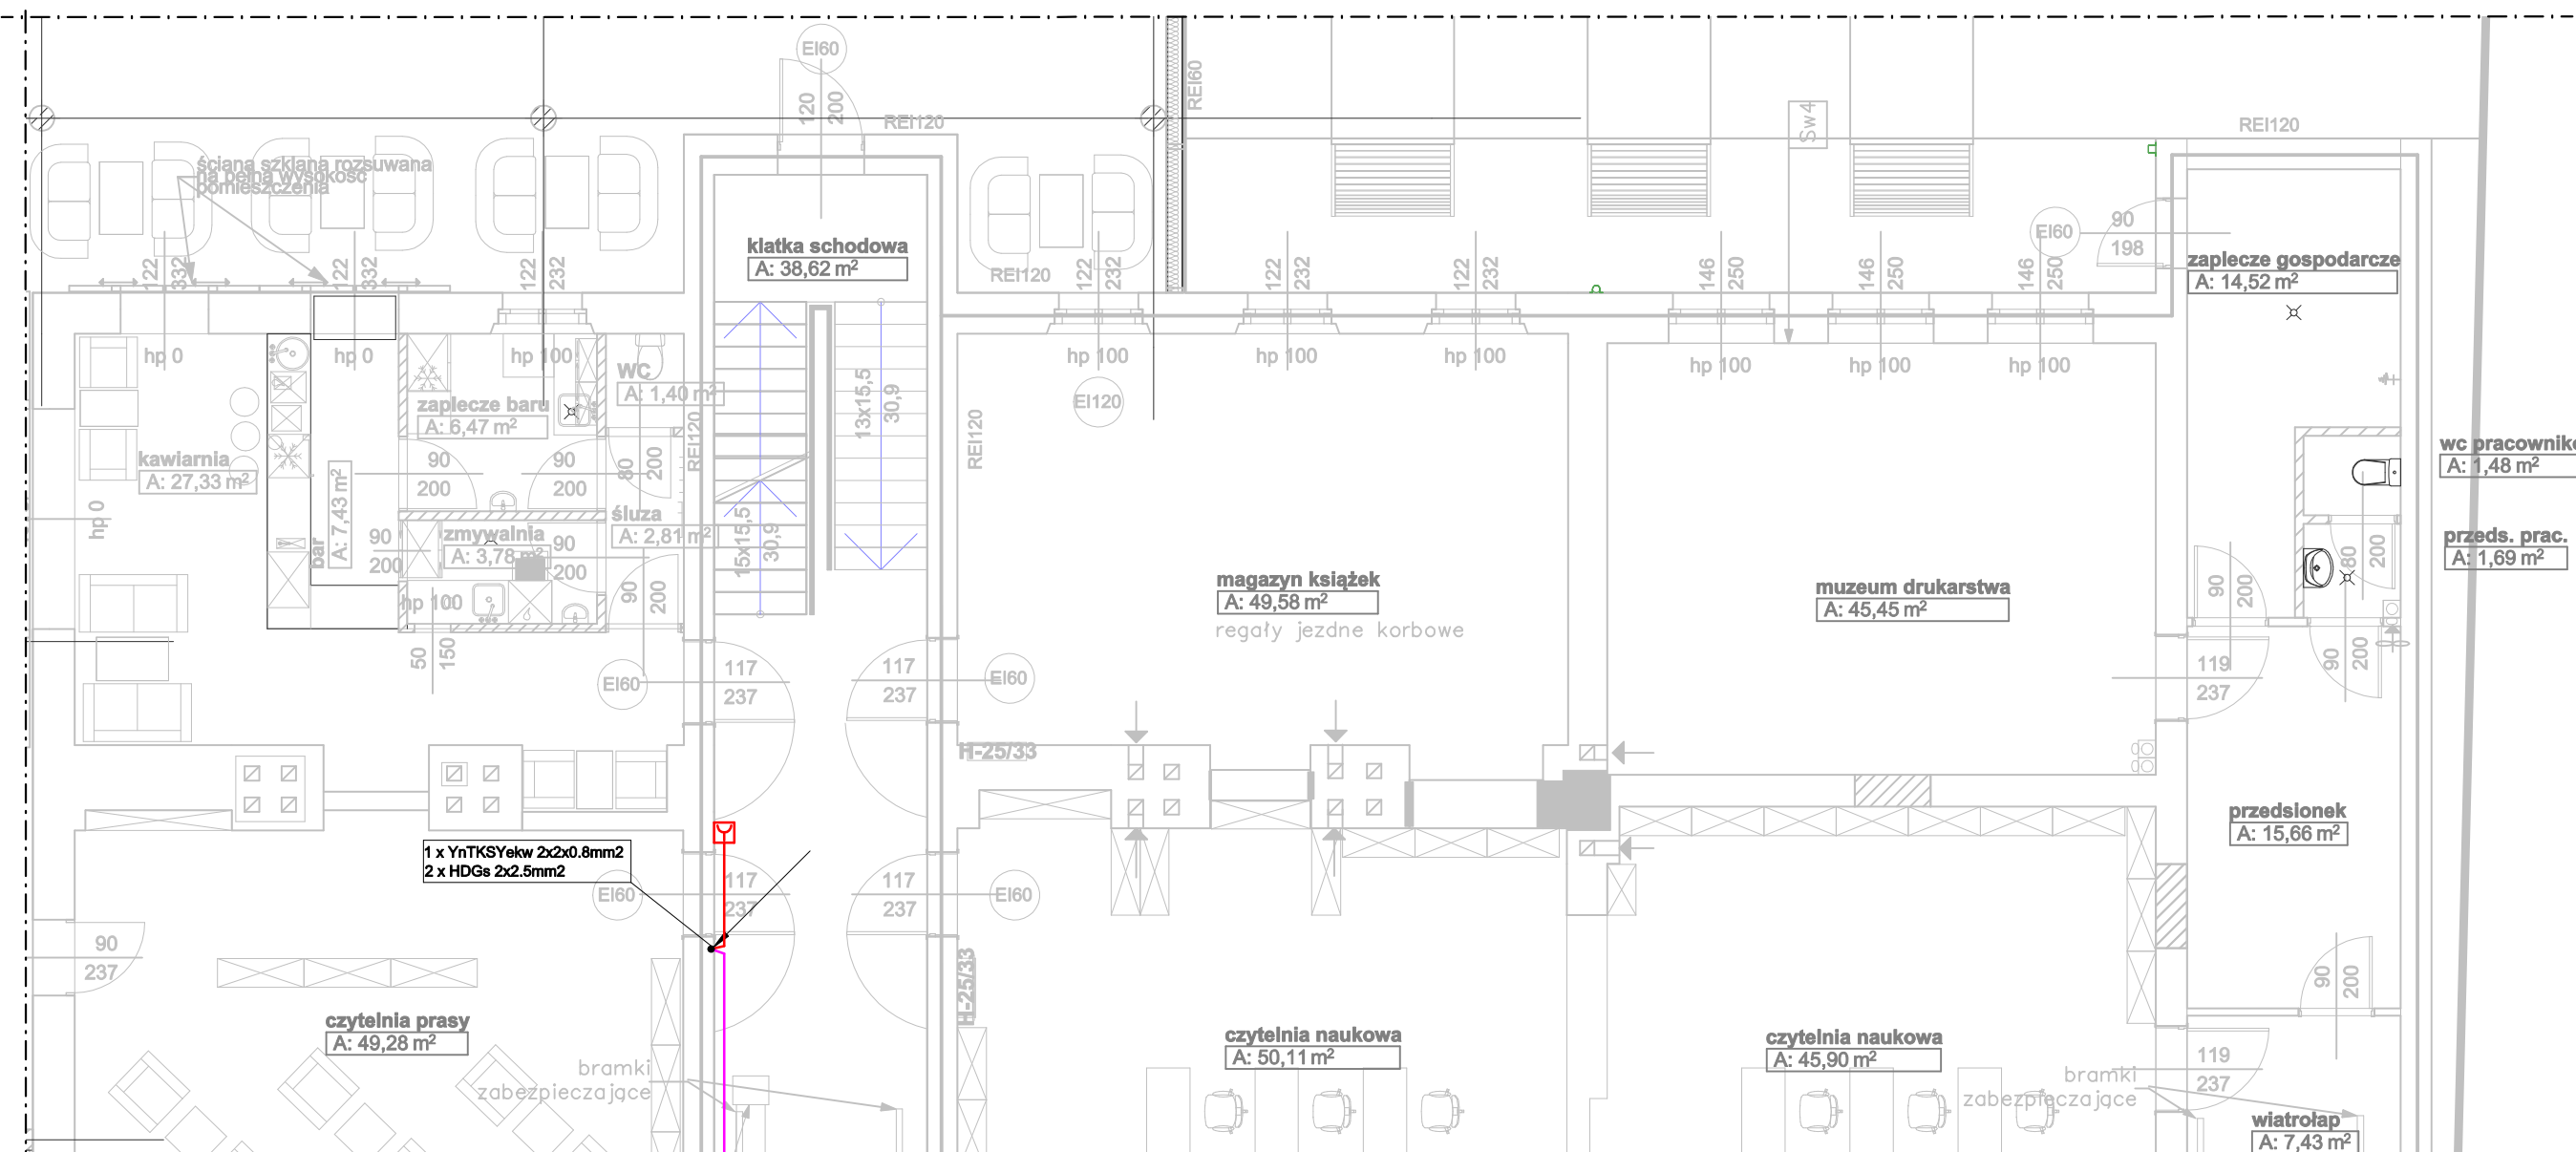 EI60
120
200
REI120
REI60
Sw4
REI120
ściana szklana rozsuwana
na pełną wysokość
pomieszczenia
122
332
122
332
122
232
klatka schodowa
A: 38,62 m²
REI120
122
232
122
232
122
232
146
250
146
250
146
250
EI60
90
198
zaplecze gospodarcze
A: 14,52 m²
hp 0
hp 0
hp 100
WC
A: 1,40 m²
hp 100
hp 100
hp 100
hp 100
hp 100
hp 100
EI120
REI120
REI120
13x15,5
30,9
15x15,5
30,9
zaplecze baru
A: 6,47 m²
kawiarnia
A: 27,33 m²
90
200
90
200
80
200
hp 0
bar
A: 7,43 m²
śluza
A: 2,81 m²
zmywalnia
A: 3,78 m²
90
200
90
200
90
200
hp 100
50
150
wc pracownikó
A: 1,48 m²
przeds. prac.
A: 1,69 m²
80
200
90
200
90
200
magazyn książek
A: 49,58 m²
regały jezdne korbowe
muzeum drukarstwa
A: 45,45 m²
EI60
117
237
117
237
EI60
119
237
H-25/33
przedsionek
A: 15,66 m²
1 x YnTKSYekw 2x2x0.8mm2
2 x HDGs 2x2.5mm2
EI60
117
237
117
237
EI60
90
237
H-25/33
90
200
czytelnia prasy
A: 49,28 m²
czytelnia naukowa
A: 50,11 m²
czytelnia naukowa
A: 45,90 m²
bramki
zabezpieczające
bramki
zabezpieczające
119
237
wiatrołap
A: 7,43 m²